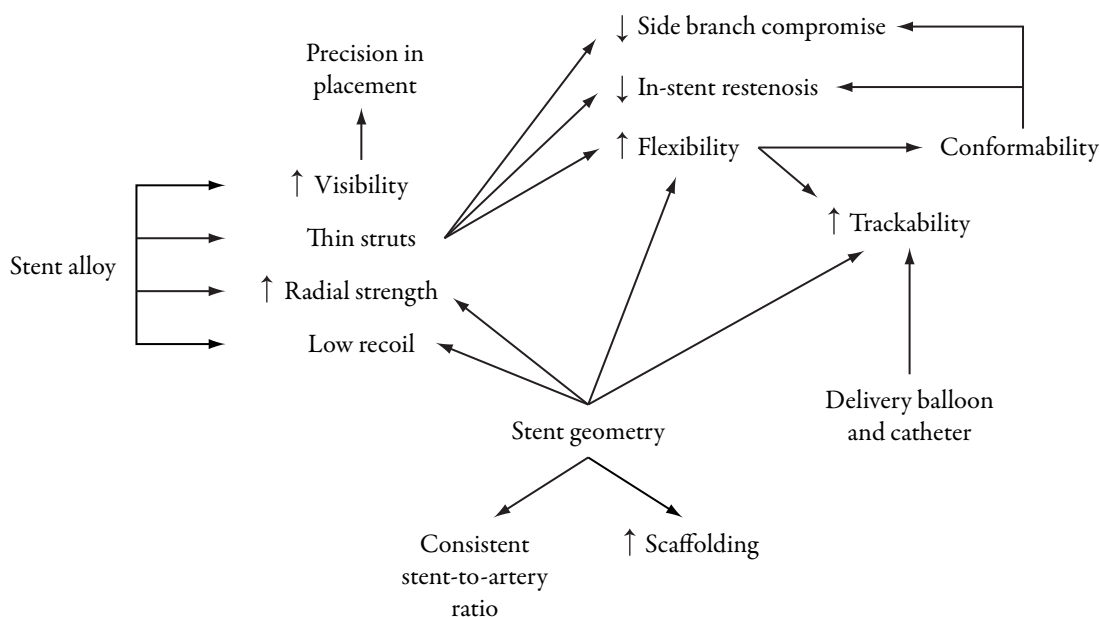 ↓ Side branch compromise
Precision in
placement
↓ In-stent restenosis
↑ Flexibility
Conformability
↑ Visibility
↑ Trackability
Thin struts
Stent alloy
↑ Radial strength
Low recoil
Delivery balloon
and catheter
Stent geometry
Consistent
stent-to-artery
ratio
↑ Scaffolding